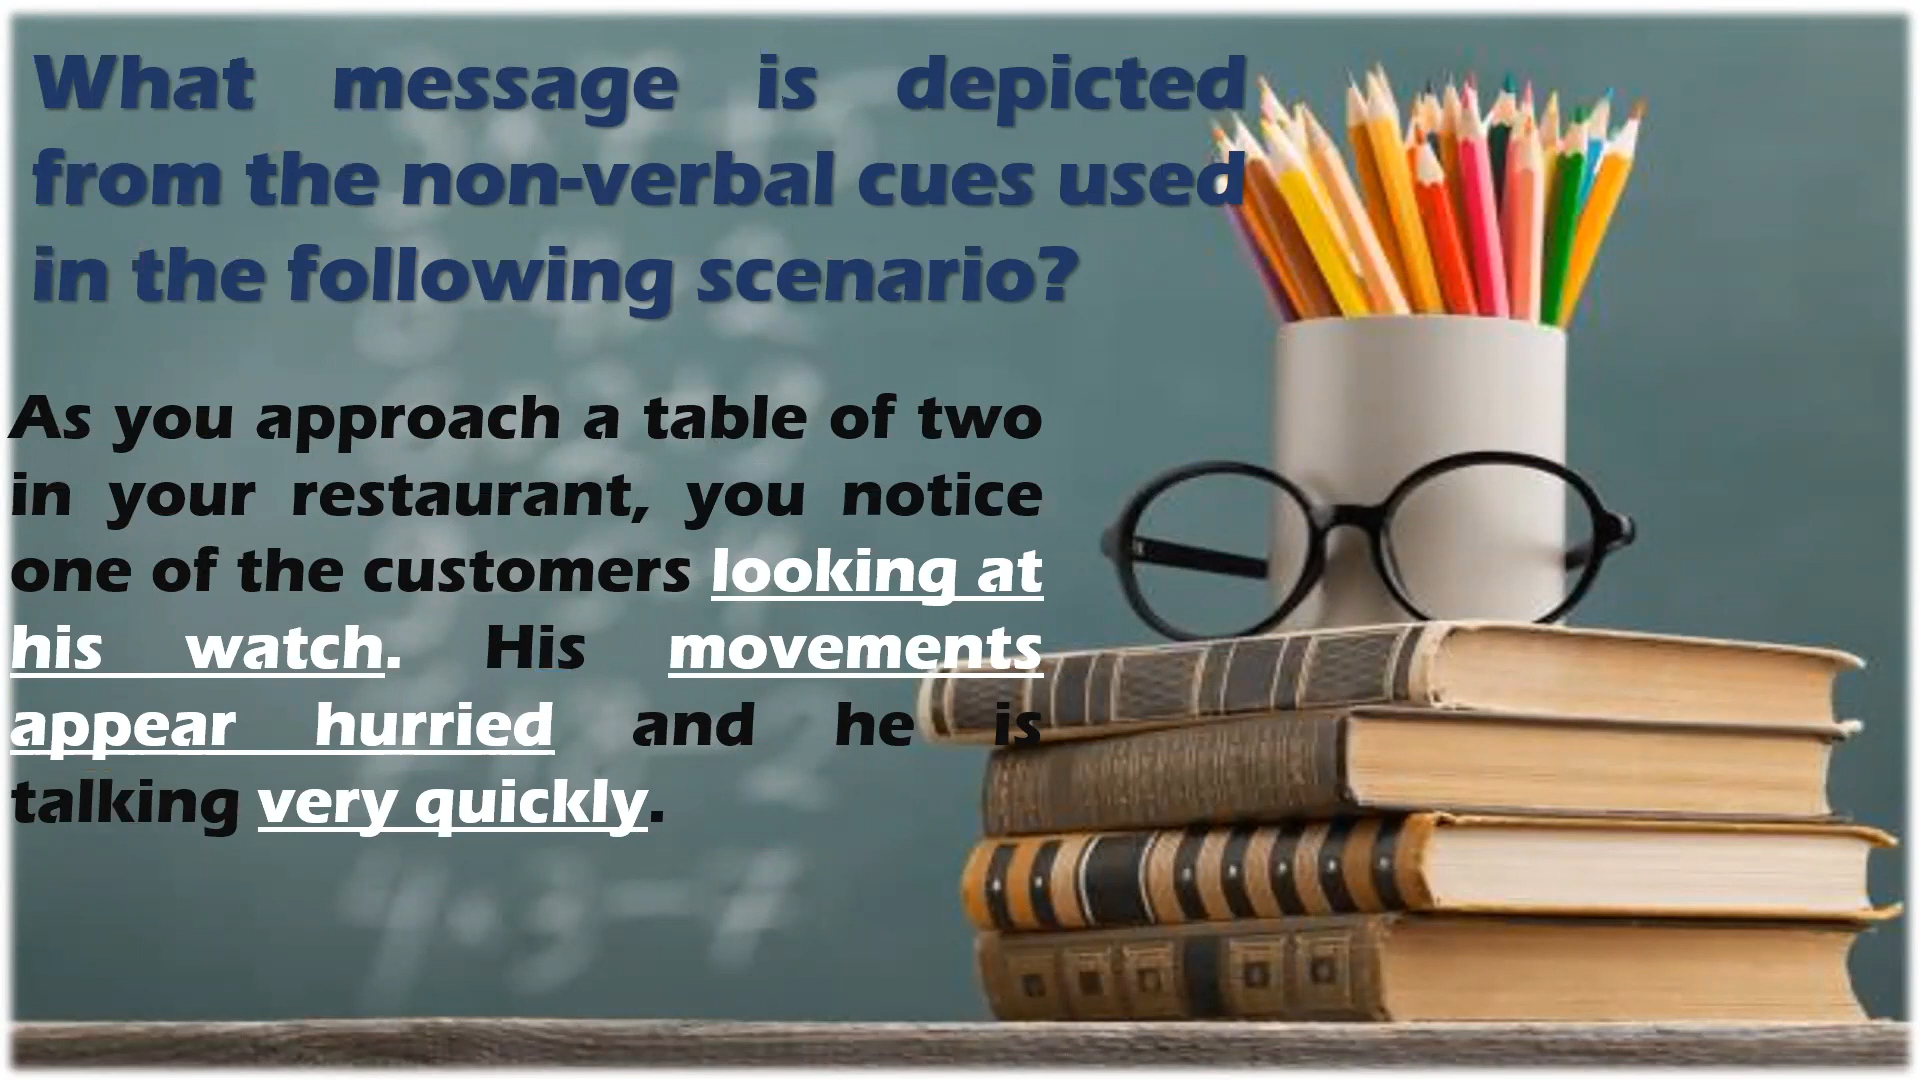 What message is depicted
from the non-verbal cues used
in the following scenario?
As you approach a table of two
in your restaurant, you notice
one of the customers looking at
his watch. His movements
appear hurried and he is
talking very quickly.